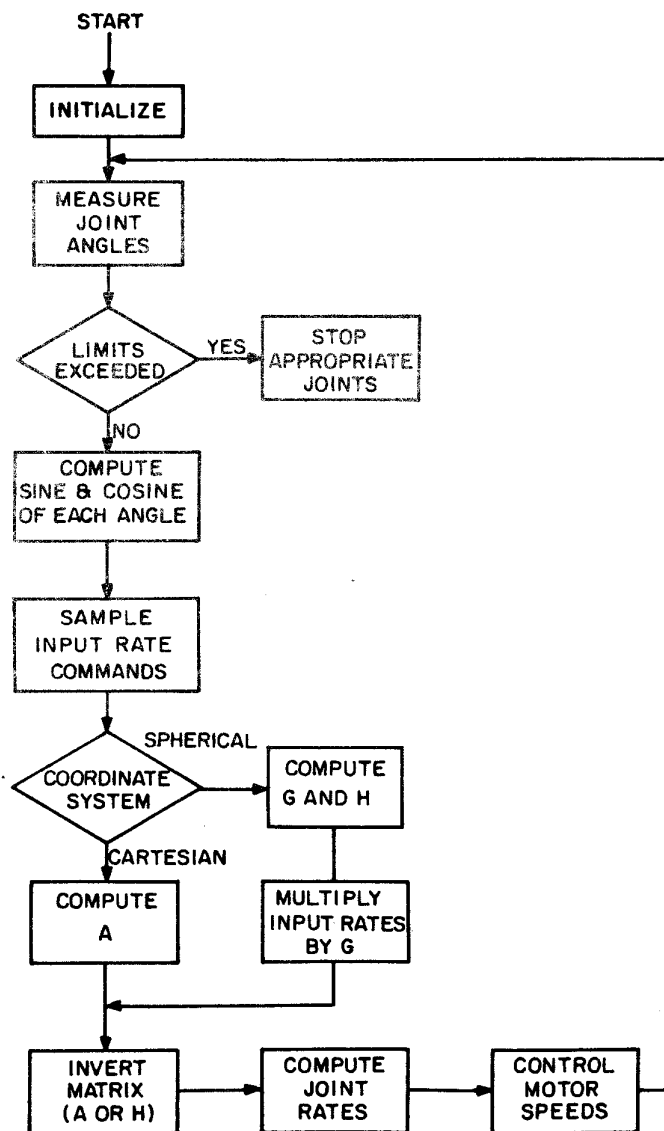 START
INITIALIZE
MEASURE
JOINT
ANGLES
LIMITS
EXCEEDED
YES
STOP
APPROPRIATE
JOINTS
NO
COMPUTE
SINE & COSINE
OF EACH ANGLE
SAMPLE
INPUT RATE
COMMANDS
COORDINATE
SYSTEM
SPHERICAL
COMPUTE
G AND H
CARTESIAN
COMPUTE
A
MULTIPLY
INPUT RATES
BY G
INVERT
MATRIX
(A OR H)
COMPUTE
JOINT
RATES
CONTROL
MOTOR
SPEEDS